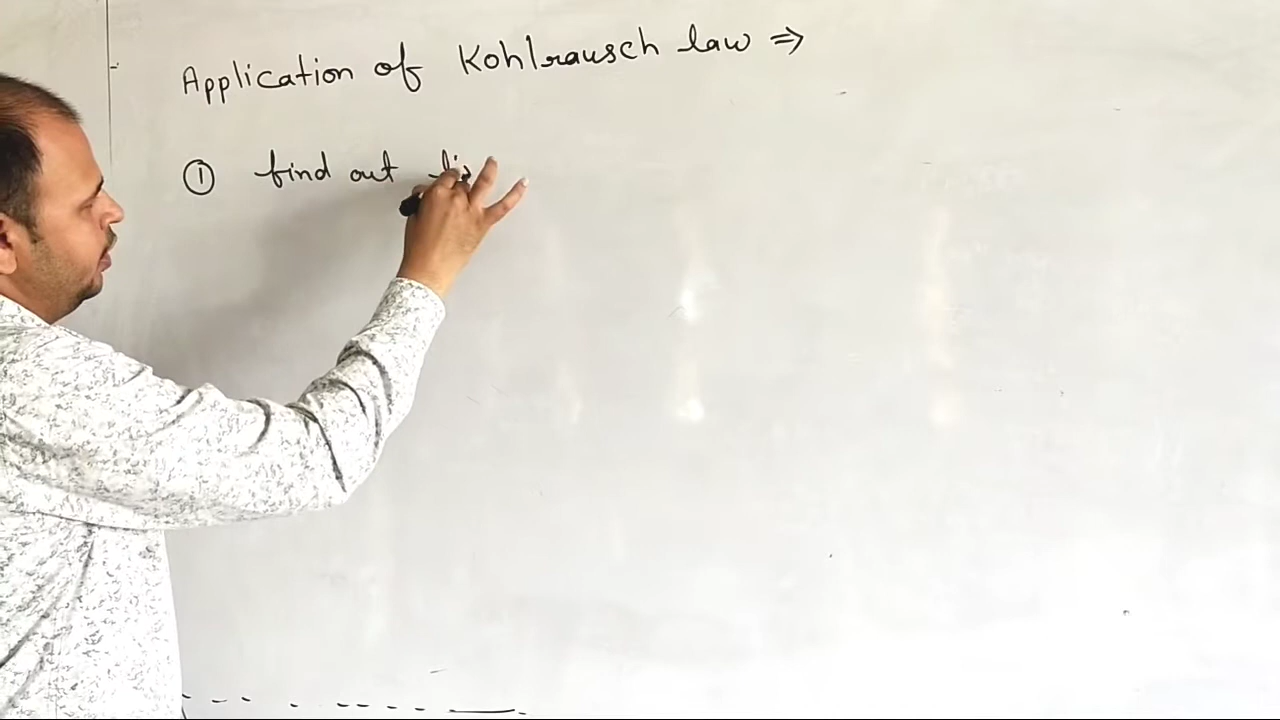 Application of Kohlrausch law ⇒
① find out